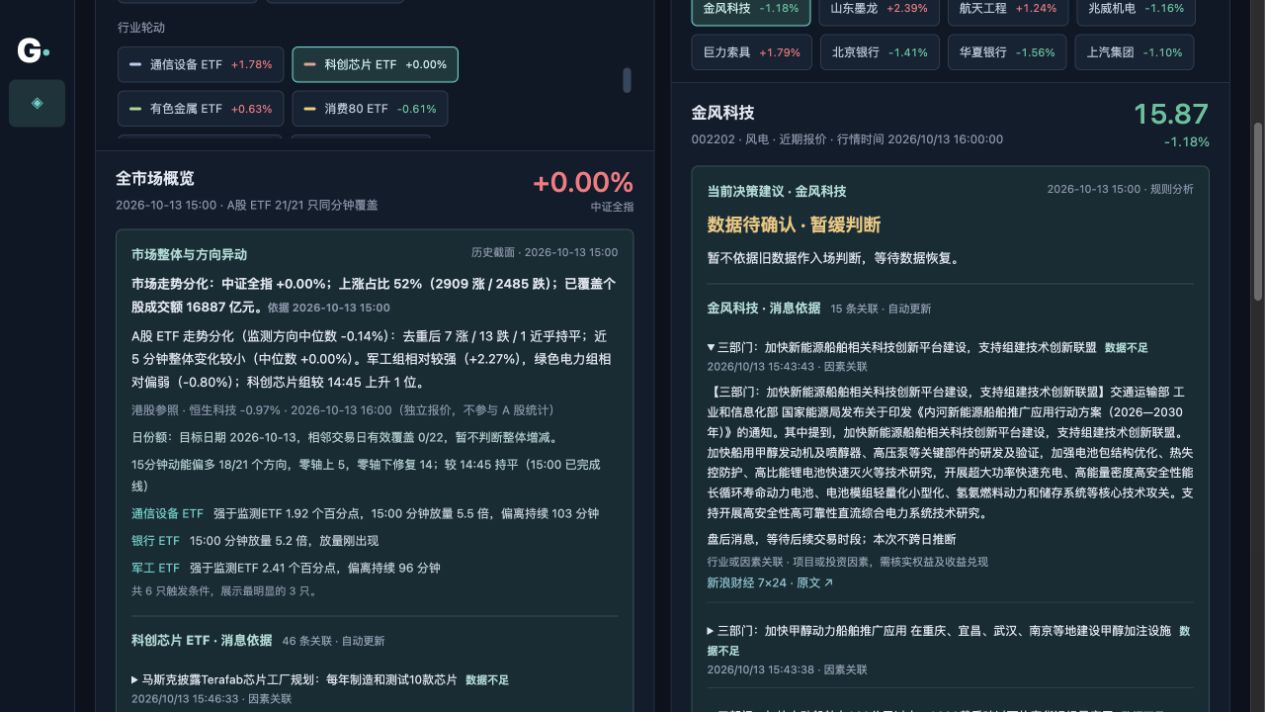 G
行业轮动
通信设备 ETF +1.78%
科创芯片 ETF +0.00%
有色金属 ETF +0.63%
消费80 ETF -0.61%
全市场概览
+0.00%
2026-10-13 15:00 · A股 ETF 21/21 只同分钟覆盖
中证全指
市场整体与方向异动
历史截面 · 2026-10-13 15:00
市场走势分化：中证全指 +0.00%；上涨占比 52%（2909 涨 / 2485 跌）；已覆盖个
股成交额 16887 亿元。依据 2026-10-13 15:00
A股 ETF 走势分化（监测方向中位数 -0.14%）：去重后 7 涨 / 13 跌 / 1 近乎持平；近
5 分钟整体变化较小（中位数 +0.00%）。军工组相对较强（+2.27%），绿色电力组相
对偏弱（-0.80%）；科创芯片组较 14:45 上升 1 位。
港股参照 · 恒生科技 -0.97% · 2026-10-13 16:00（独立报价，不参与 A 股统计）
日份额：目标日期 2026-10-13，相邻交易日有效覆盖 0/22，暂不判断整体增减。
15分钟动能偏多 18/21 个方向，零轴上 5，零轴下修复 14；较 14:45 持平（15:00 已完成
线）
通信设备 ETF 强于监测ETF 1.92 个百分点，15:00 分钟放量 5.5 倍，偏离持续 103 分钟
银行 ETF 15:00 分钟放量 5.2 倍，放量刚出现
军工 ETF 强于监测ETF 2.41 个百分点，偏离持续 96 分钟
共 6 只触发条件，展示最明显的 3 只。
科创芯片 ETF · 消息依据 46 条关联 · 自动更新
▶马斯克披露Terafab芯片工厂规划：每年制造和测试10款芯片 数据不足
2026/10/13 15:46:33 · 因素关联
金风科技 -1.18%
山东墨龙 +2.39%
航天工程 +1.24%
兆威机电 -1.16%
巨力索具 +1.79%
北京银行 -1.41%
华夏银行 -1.56%
上汽集团 -1.10%
金风科技
15.87
002202 · 风电 · 近期报价 · 行情时间 2026/10/13 16:00:00
-1.18%
当前决策建议 · 金风科技
2026-10-13 15:00 · 规则分析
数据待确认 · 暂缓判断
暂不依据旧数据作入场判断，等待数据恢复。
金风科技 · 消息依据 15 条关联 · 自动更新
▼三部门：加快新能源船舶相关科技创新平台建设，支持组建技术创新联盟 数据不足
2026/10/13 15:43:43 · 因素关联
【三部门：加快新能源船舶相关科技创新平台建设，支持组建技术创新联盟】交通运输部 工
业和信息化部 国家能源局发布关于印发《内河新能源船舶推广应用行动方案（2026—2030
年）》的通知。其中提到，加快新能源船舶相关科技创新平台建设，支持组建技术创新联盟。
加快船用甲醇发动机及喷醇器、高压泵等关键部件的研发及验证，加强电池包结构优化、热失
控防护、高比能锂电池快速灭火等技术研究，开展超大功率快速充电、高能量密度高安全性能
长循环寿命动力电池、电池模组轻量化小型化、氢氨燃料动力和储存系统等核心技术攻关。支
持开展高安全性高可靠性直流综合电力系统技术研究。
盘后消息，等待后续交易时段；本次不跨日推断
行业或因素关联 · 项目或投资因素，需核实权益及收益兑现
新浪财经 7×24 · 原文 ↗
▶三部门：加快甲醇动力船舶推广应用 在重庆、宜昌、武汉、南京等地建设甲醇加注设施 数
据不足
2026/10/13 15:43:38 · 因素关联